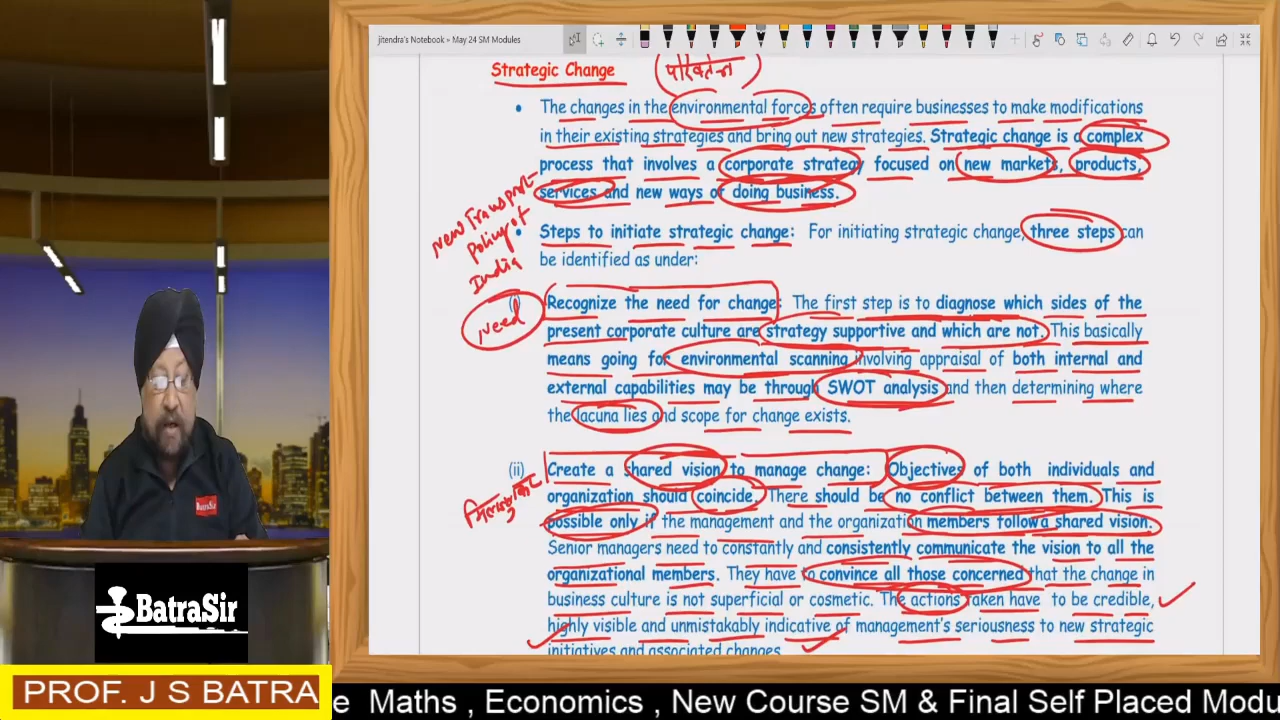 jitendra's Notebook » May 24 SM Modules
Strategic Change
(परिवर्तन)
• The changes in the environmental forces often require businesses to make modifications
in their existing strategies and bring out new strategies. Strategic change is a complex
process that involves a corporate strategy focused on new markets, products,
services and new ways of doing business.
New Transport
Policy of
India
• Steps to initiate strategic change: For initiating strategic change, three steps can
be identified as under:
(i) Recognize the need for change: The first step is to diagnose which sides of the
Need
present corporate culture are strategy supportive and which are not. This basically
means going for environmental scanning involving appraisal of both internal and
external capabilities may be through SWOT analysis and then determining where
the lacuna lies and scope for change exists.
(ii) Create a shared vision to manage change: Objectives of both individuals and
organization should coincide. There should be no conflict between them. This is
possible only if the management and the organization members followa shared vision.
Senior managers need to constantly and consistently communicate the vision to all the
organizational members. They have to convince all those concerned that the change in
business culture is not superficial or cosmetic. The actions taken have to be credible,
highly visible and unmistakably indicative of management's seriousness to new strategic
initiatives and associated changes.
BatraSir
BatraSir
PROF. J S BATRA
e Maths , Economics , New Course SM & Final Self Placed Modu